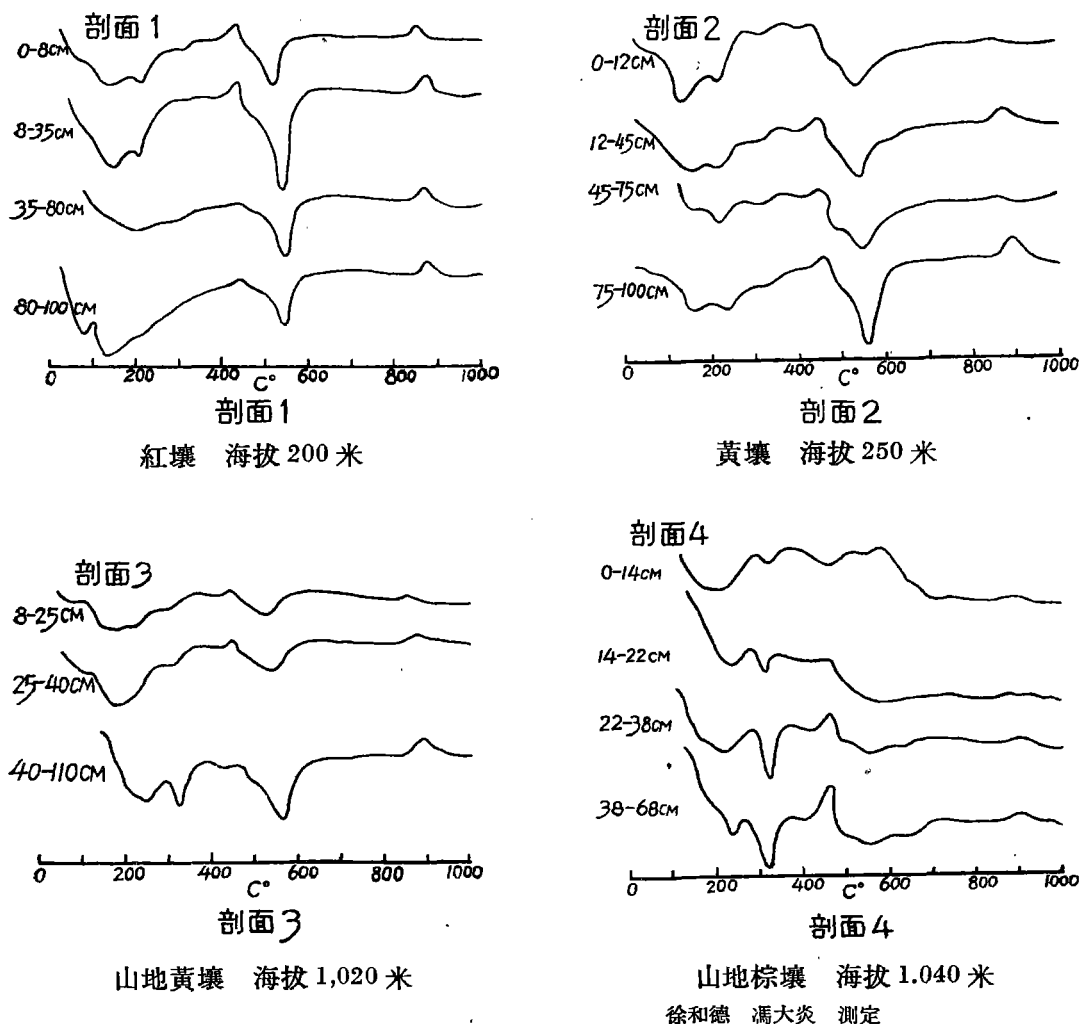 剖面1
0-8CM
8-35CM
35-80CM
80-100CM
0 200 400 600 800 1000
C°
剖面1
紅壤 海拔 200 米
剖面2
0-12CM
12-45CM
45-75CM
75-100CM
0 200 400 600 800 1000
C°
剖面2
黃壤 海拔 250 米
剖面3
8-25CM
25-40CM
40-110CM
0 200 400 600 800 1000
C°
剖面3
山地黃壤 海拔 1,020 米
剖面4
0-14CM
14-22CM
22-38CM
38-68CM
0 200 400 600 800 1000
C°
剖面4
山地棕壤 海拔 1.040 米
徐和德 馮大炎 測定